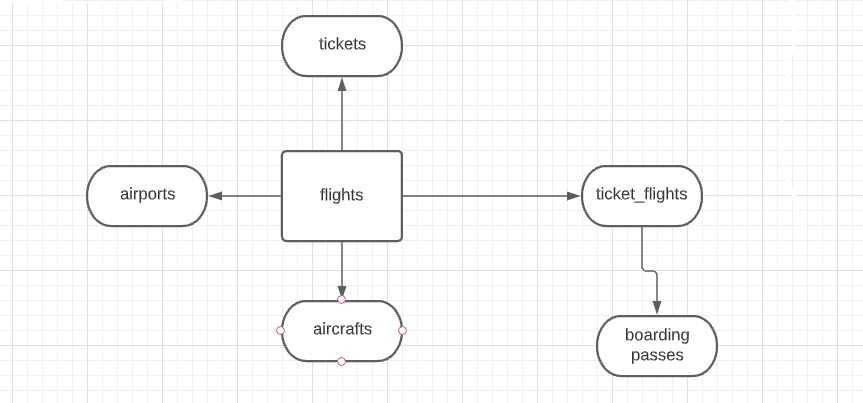 tickets
airports
flights
ticket_flights
aircrafts
boarding
passes